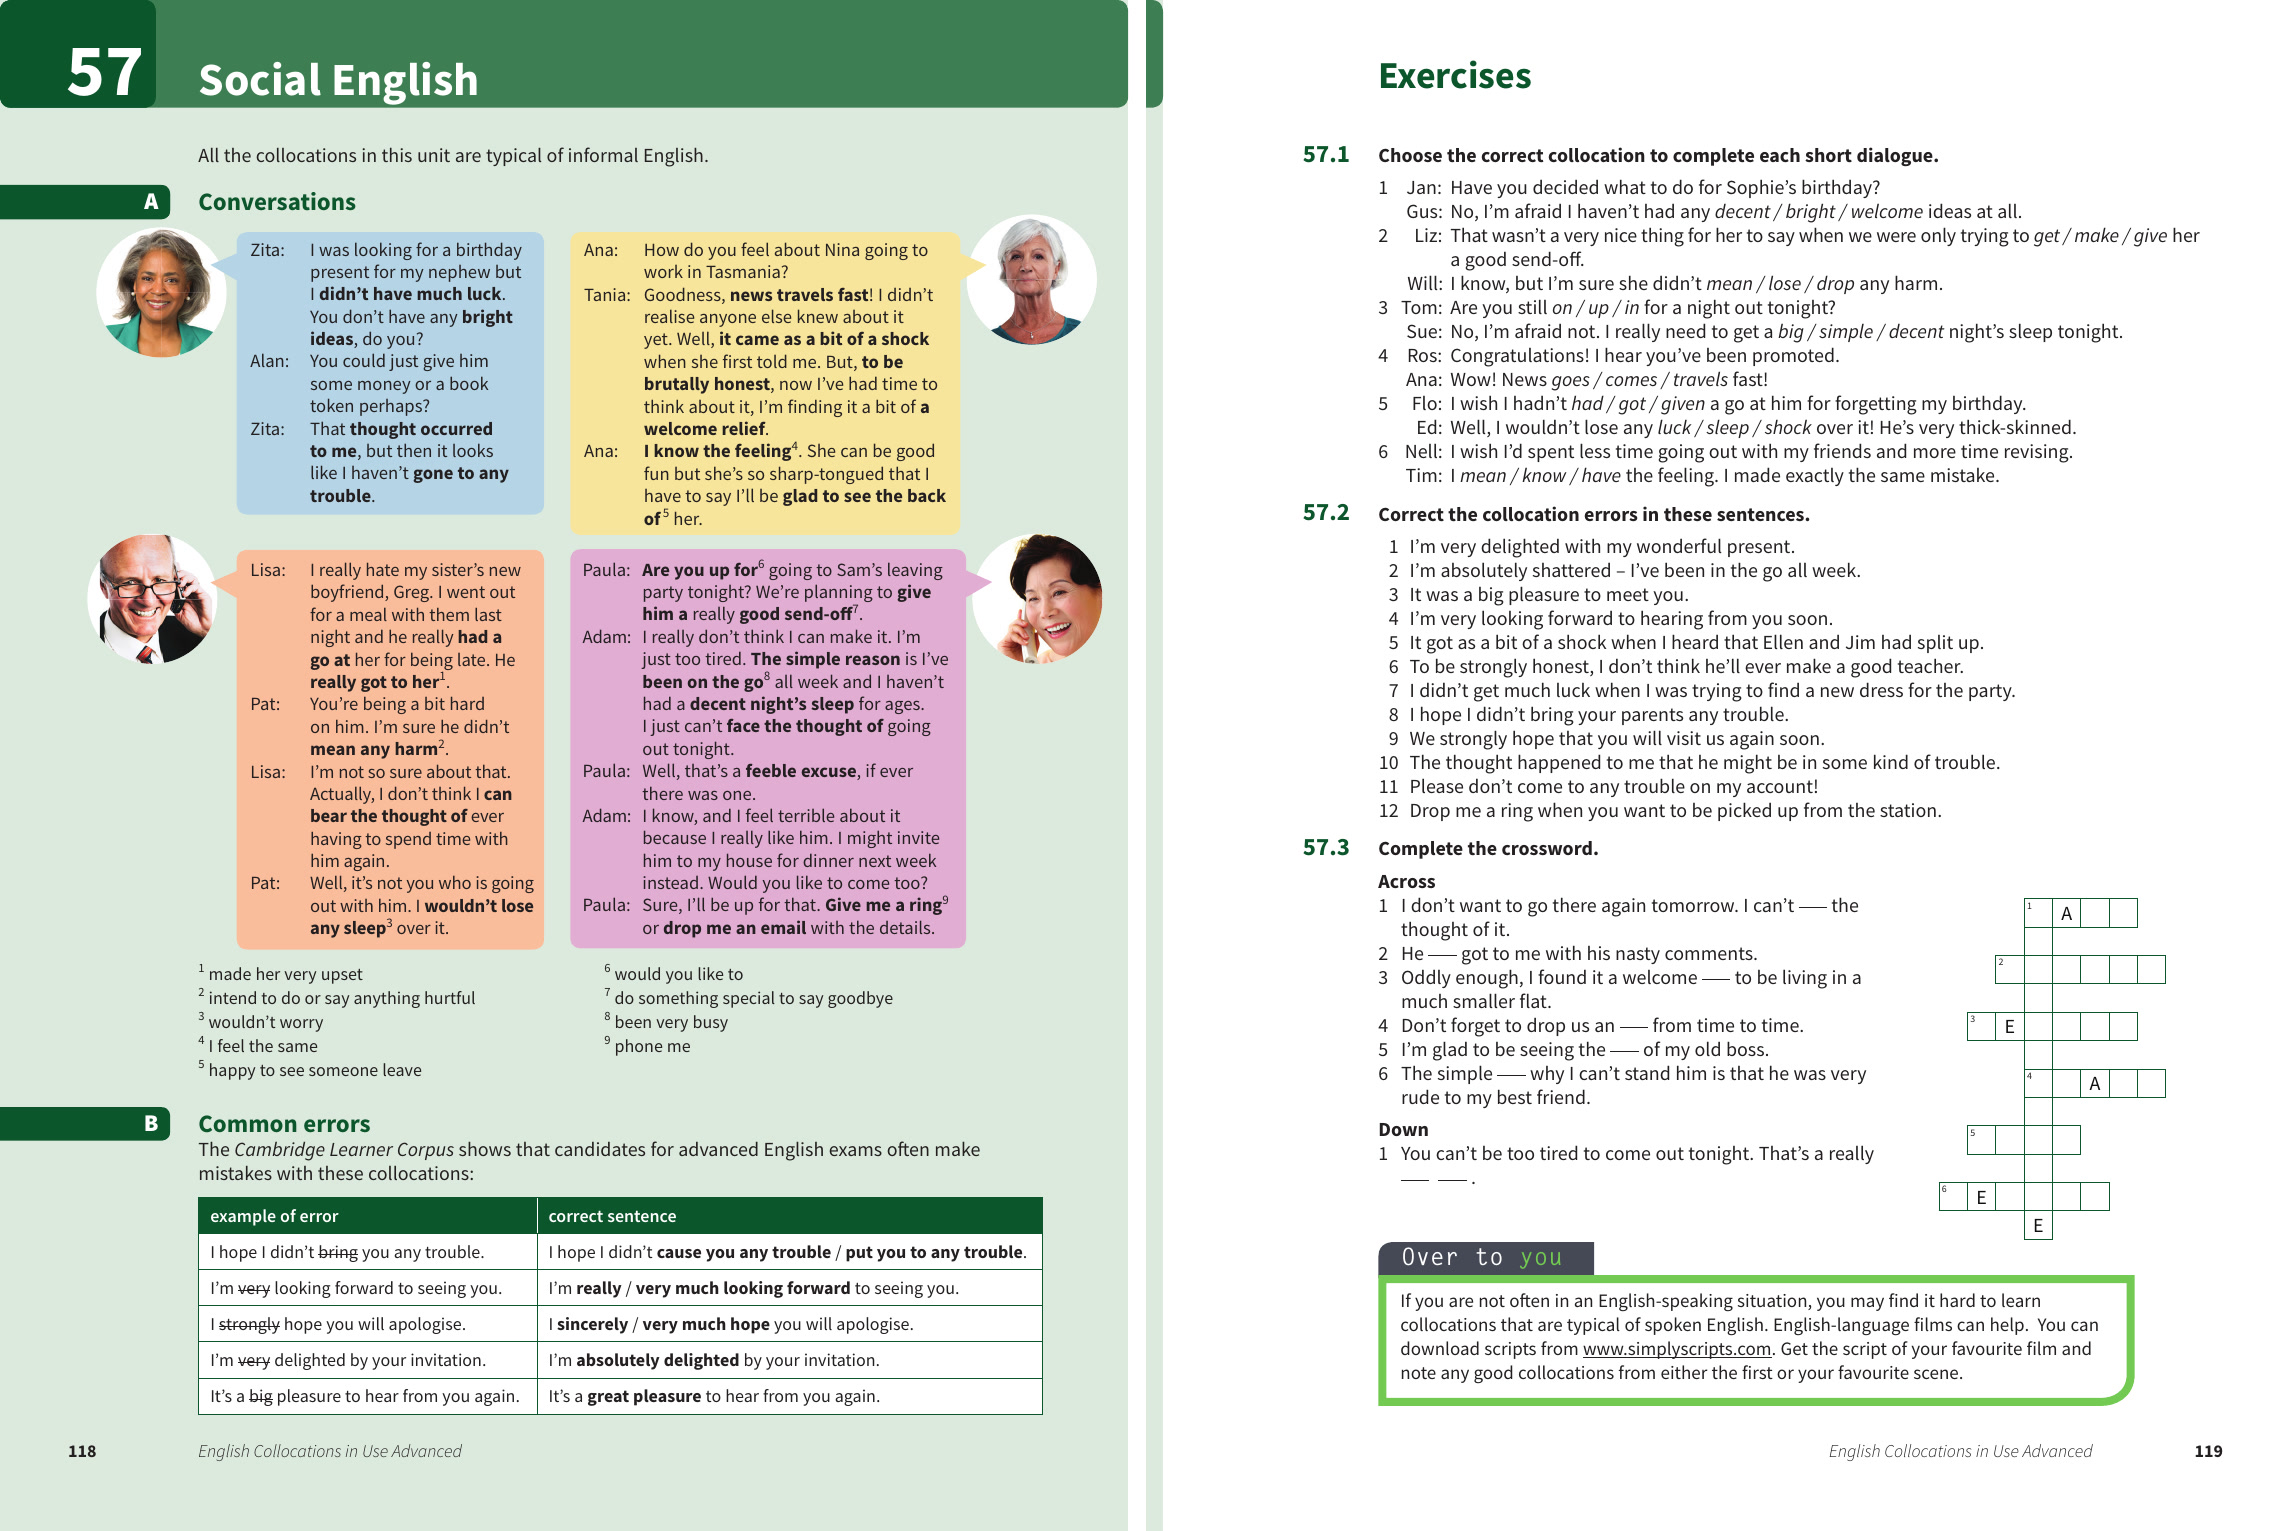 57
Social English
All the collocations in this unit are typical of informal English.
A
Conversations
Zita: I was looking for a birthday
present for my nephew but
I didn't have much luck.
You don't have any bright
ideas, do you?
Alan: You could just give him
some money or a book
token perhaps?
Zita: That thought occurred
to me, but then it looks
like I haven't gone to any
trouble.
Ana: How do you feel about Nina going to
work in Tasmania?
Tania: Goodness, news travels fast! I didn't
realise anyone else knew about it
yet. Well, it came as a bit of a shock
when she first told me. But, to be
brutally honest, now I've had time to
think about it, I'm finding it a bit of a
welcome relief.
Ana: I know the feeling4. She can be good
fun but she's so sharp-tongued that I
have to say I'll be glad to see the back
of5 her.
Lisa: I really hate my sister's new
boyfriend, Greg. I went out
for a meal with them last
night and he really had a
go at her for being late. He
really got to her1.
Pat: You're being a bit hard
on him. I'm sure he didn't
mean any harm2.
Lisa: I'm not so sure about that.
Actually, I don't think I can
bear the thought of ever
having to spend time with
him again.
Pat: Well, it's not you who is going
out with him. I wouldn't lose
any sleep3 over it.
Paula: Are you up for6 going to Sam's leaving
party tonight? We're planning to give
him a really good send-off7.
Adam: I really don't think I can make it. I'm
just too tired. The simple reason is I've
been on the go8 all week and I haven't
had a decent night's sleep for ages.
I just can't face the thought of going
out tonight.
Paula: Well, that's a feeble excuse, if ever
there was one.
Adam: I know, and I feel terrible about it
because I really like him. I might invite
him to my house for dinner next week
instead. Would you like to come too?
Paula: Sure, I'll be up for that. Give me a ring9
or drop me an email with the details.
1 made her very upset
2 intend to do or say anything hurtful
3 wouldn't worry
4 I feel the same
5 happy to see someone leave
6 would you like to
7 do something special to say goodbye
8 been very busy
9 phone me
B
Common errors
The Cambridge Learner Corpus shows that candidates for advanced English exams often make
mistakes with these collocations:
example of error correct sentence
I hope I didn't bring you any trouble. I hope I didn't cause you any trouble / put you to any trouble.
I'm very looking forward to seeing you. I'm really / very much looking forward to seeing you.
I strongly hope you will apologise. I sincerely / very much hope you will apologise.
I'm very delighted by your invitation. I'm absolutely delighted by your invitation.
It's a big pleasure to hear from you again. It's a great pleasure to hear from you again.
118 English Collocations in Use Advanced
Exercises
57.1 Choose the correct collocation to complete each short dialogue.
1 Jan: Have you decided what to do for Sophie's birthday?
Gus: No, I'm afraid I haven't had any decent / bright / welcome ideas at all.
2 Liz: That wasn't a very nice thing for her to say when we were only trying to get / make / give her
a good send-off.
Will: I know, but I'm sure she didn't mean / lose / drop any harm.
3 Tom: Are you still on / up / in for a night out tonight?
Sue: No, I'm afraid not. I really need to get a big / simple / decent night's sleep tonight.
4 Ros: Congratulations! I hear you've been promoted.
Ana: Wow! News goes / comes / travels fast!
5 Flo: I wish I hadn't had / got / given a go at him for forgetting my birthday.
Ed: Well, I wouldn't lose any luck / sleep / shock over it! He's very thick-skinned.
6 Nell: I wish I'd spent less time going out with my friends and more time revising.
Tim: I mean / know / have the feeling. I made exactly the same mistake.
57.2 Correct the collocation errors in these sentences.
1 I'm very delighted with my wonderful present.
2 I'm absolutely shattered – I've been in the go all week.
3 It was a big pleasure to meet you.
4 I'm very looking forward to hearing from you soon.
5 It got as a bit of a shock when I heard that Ellen and Jim had split up.
6 To be strongly honest, I don't think he'll ever make a good teacher.
7 I didn't get much luck when I was trying to find a new dress for the party.
8 I hope I didn't bring your parents any trouble.
9 We strongly hope that you will visit us again soon.
10 The thought happened to me that he might be in some kind of trouble.
11 Please don't come to any trouble on my account!
12 Drop me a ring when you want to be picked up from the station.
57.3 Complete the crossword.
Across
1 I don't want to go there again tomorrow. I can't ___ the
thought of it.
2 He ___ got to me with his nasty comments.
3 Oddly enough, I found it a welcome ___ to be living in a
much smaller flat.
4 Don't forget to drop us an ___ from time to time.
5 I'm glad to be seeing the ___ of my old boss.
6 The simple ___ why I can't stand him is that he was very
rude to my best friend.
Down
1 You can't be too tired to come out tonight. That's a really
___ ___ .
1 A
2
3 E
4 A
5
6 E
E
Over to you
If you are not often in an English-speaking situation, you may find it hard to learn
collocations that are typical of spoken English. English-language films can help. You can
download scripts from www.simplyscripts.com. Get the script of your favourite film and
note any good collocations from either the first or your favourite scene.
English Collocations in Use Advanced 119